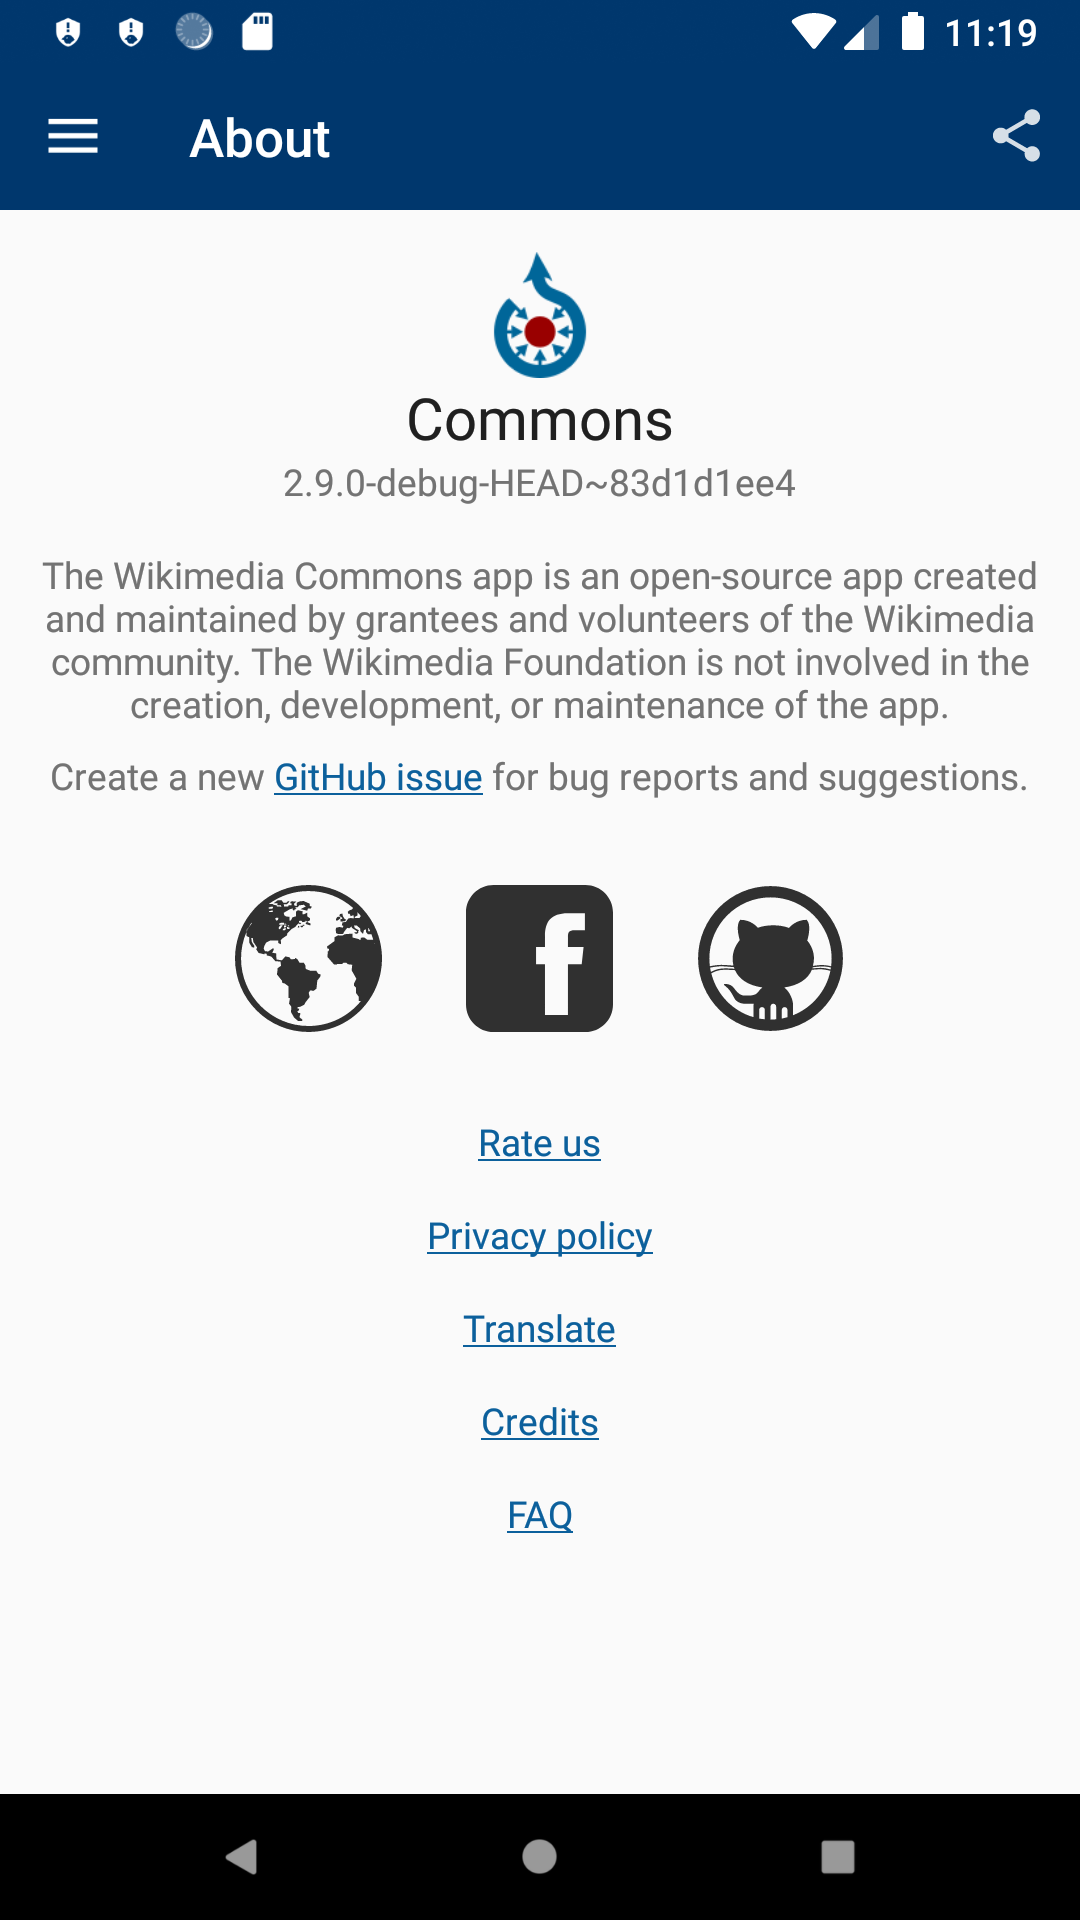 11:19
About
Commons
2.9.0-debug-HEAD~83d1d1ee4
The Wikimedia Commons app is an open-source app created
and maintained by grantees and volunteers of the Wikimedia
community. The Wikimedia Foundation is not involved in the
creation, development, or maintenance of the app.
Create a new GitHub issue for bug reports and suggestions.
Rate us
Privacy policy
Translate
Credits
FAQ